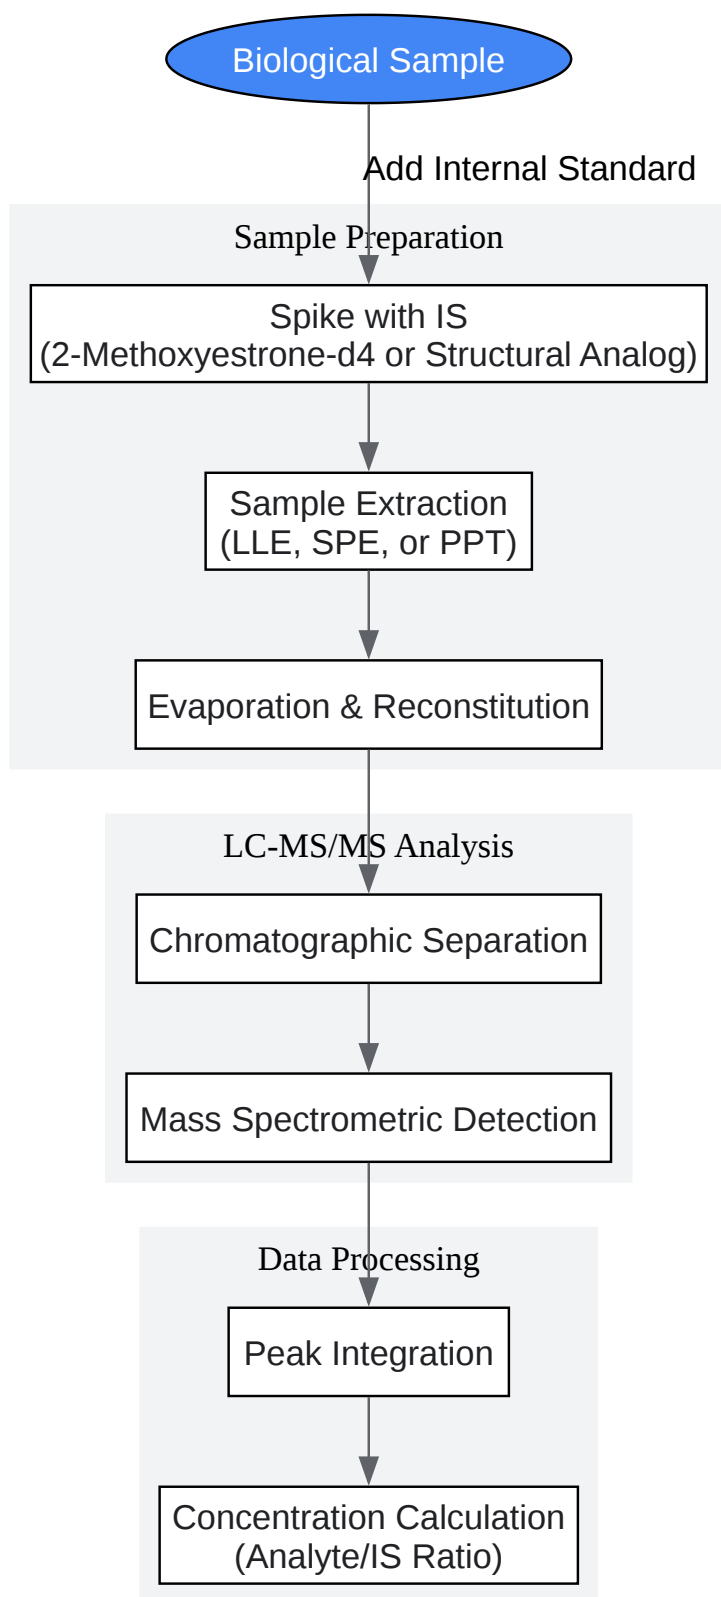 Biological Sample
Add Internal Standard
Sample Preparation
Spike with IS
(2-Methoxyestrone-d4 or Structural Analog)
Sample Extraction
(LLE, SPE, or PPT)
Evaporation & Reconstitution
LC-MS/MS Analysis
Chromatographic Separation
Mass Spectrometric Detection
Data Processing
Peak Integration
Concentration Calculation
(Analyte/IS Ratio)